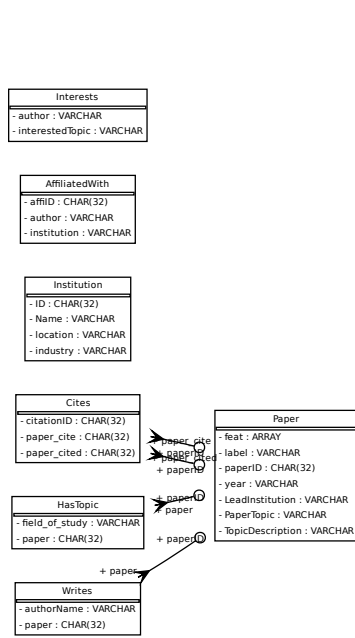 Interests
- author : VARCHAR
- interestedTopic : VARCHAR
AffiliatedWith
- affiID : CHAR(32)
- author : VARCHAR
- institution : VARCHAR
Institution
- ID : CHAR(32)
- Name : VARCHAR
- location : VARCHAR
- industry : VARCHAR
Cites
- citationID : CHAR(32)
- paper_cite : CHAR(32)
- paper_cited : CHAR(32)
+ paper_cite
+ paperID
+ paper_cited
+ paperID
Paper
- feat : ARRAY
- label : VARCHAR
- paperID : CHAR(32)
- year : VARCHAR
- LeadInstitution : VARCHAR
- PaperTopic : VARCHAR
- TopicDescription : VARCHAR
HasTopic
- field_of_study : VARCHAR
- paper : CHAR(32)
+ paperID
+ paper
+ paperID
+ paper
Writes
- authorName : VARCHAR
- paper : CHAR(32)